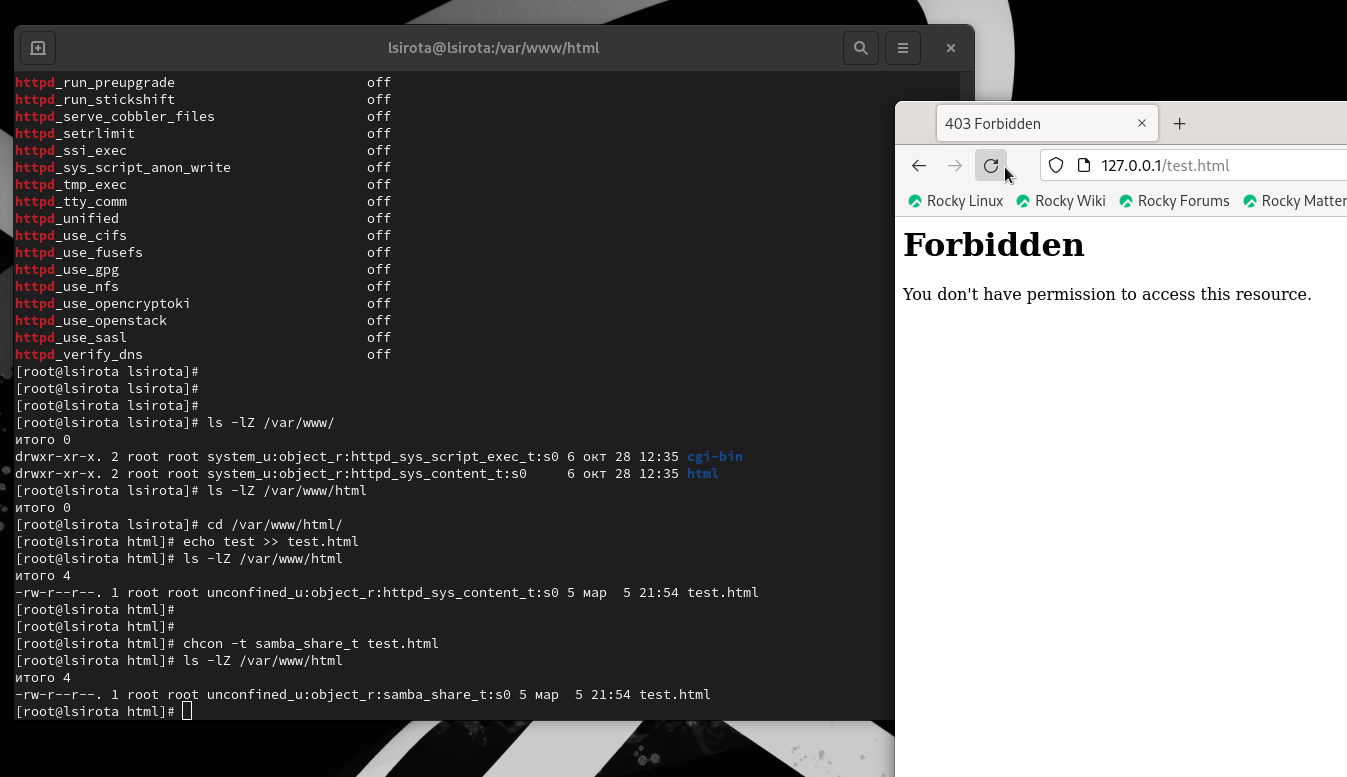 lsirota@lsirota:/var/www/html
httpd_run_preupgrade                        off
httpd_run_stickshift                        off
httpd_serve_cobbler_files                   off
httpd_setrlimit                             off
httpd_ssi_exec                              off
httpd_sys_script_anon_write                 off
httpd_tmp_exec                              off
httpd_tty_comm                              off
httpd_unified                               off
httpd_use_cifs                              off
httpd_use_fusefs                            off
httpd_use_gpg                               off
httpd_use_nfs                               off
httpd_use_opencryptoki                      off
httpd_use_openstack                         off
httpd_use_sasl                              off
httpd_verify_dns                            off
[root@lsirota lsirota]#
[root@lsirota lsirota]#
[root@lsirota lsirota]#
[root@lsirota lsirota]# ls -lZ /var/www/
итого 0
drwxr-xr-x. 2 root root system_u:object_r:httpd_sys_script_exec_t:s0 6 окт 28 12:35 cgi-bin
drwxr-xr-x. 2 root root system_u:object_r:httpd_sys_content_t:s0     6 окт 28 12:35 html
[root@lsirota lsirota]# ls -lZ /var/www/html
итого 0
[root@lsirota lsirota]# cd /var/www/html/
[root@lsirota html]# echo test >> test.html
[root@lsirota html]# ls -lZ /var/www/html
итого 4
-rw-r--r--. 1 root root unconfined_u:object_r:httpd_sys_content_t:s0 5 мар  5 21:54 test.html
[root@lsirota html]#
[root@lsirota html]#
[root@lsirota html]# chcon -t samba_share_t test.html
[root@lsirota html]# ls -lZ /var/www/html
итого 4
-rw-r--r--. 1 root root unconfined_u:object_r:samba_share_t:s0 5 мар  5 21:54 test.html
[root@lsirota html]#
403 Forbidden
127.0.0.1/test.html
Rocky Linux Rocky Wiki Rocky Forums Rocky Matter
Forbidden
You don't have permission to access this resource.